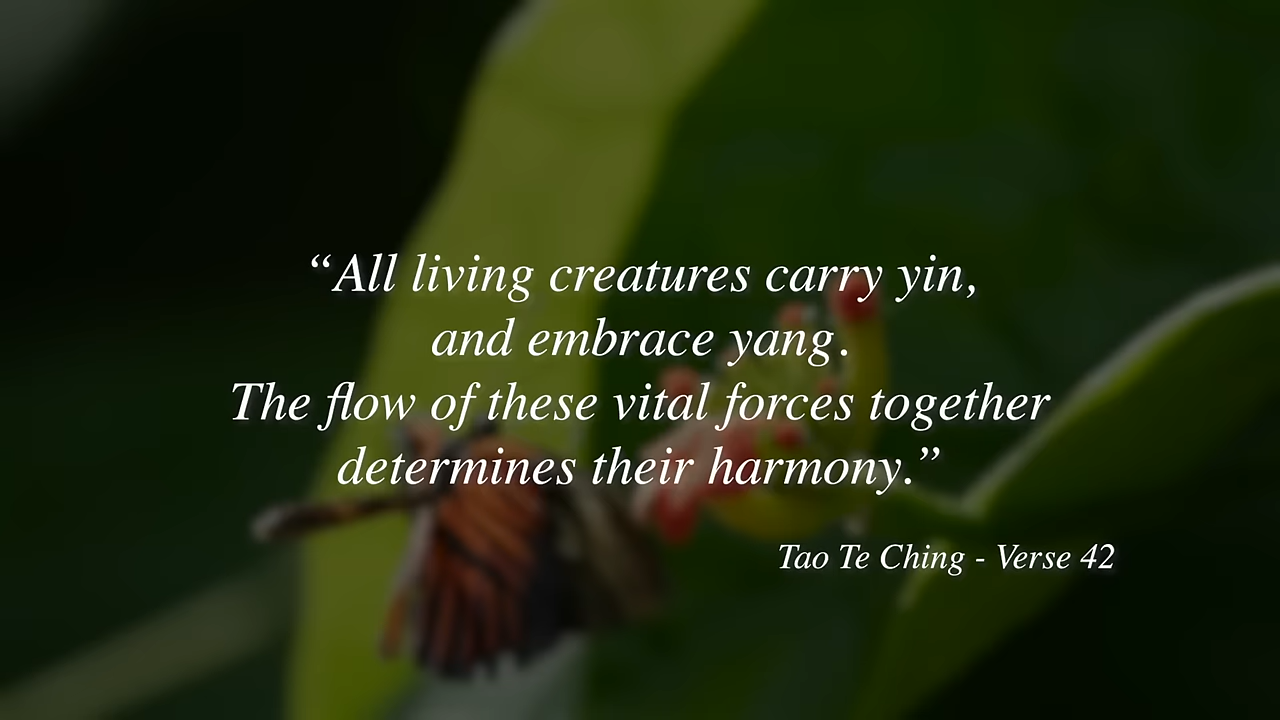 “All living creatures carry yin,
and embrace yang.
The flow of these vital forces together
determines their harmony.”
Tao Te Ching - Verse 42